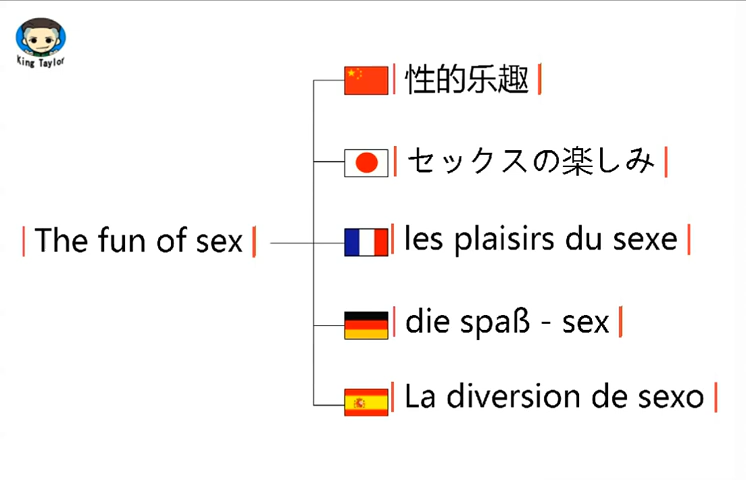 King Taylor
性的乐趣
セックスの楽しみ
The fun of sex
les plaisirs du sexe
die spaß - sex
La diversion de sexo